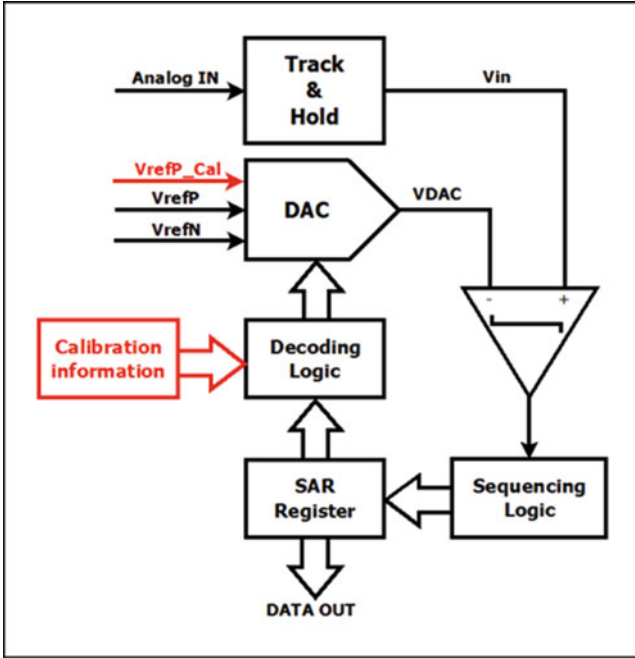 Analog IN
Track
&
Hold
Vin
VrefP_Cal
VrefP
VrefN
DAC
VDAC
-
+
Calibration
information
Decoding
Logic
SAR
Register
Sequencing
Logic
DATA OUT